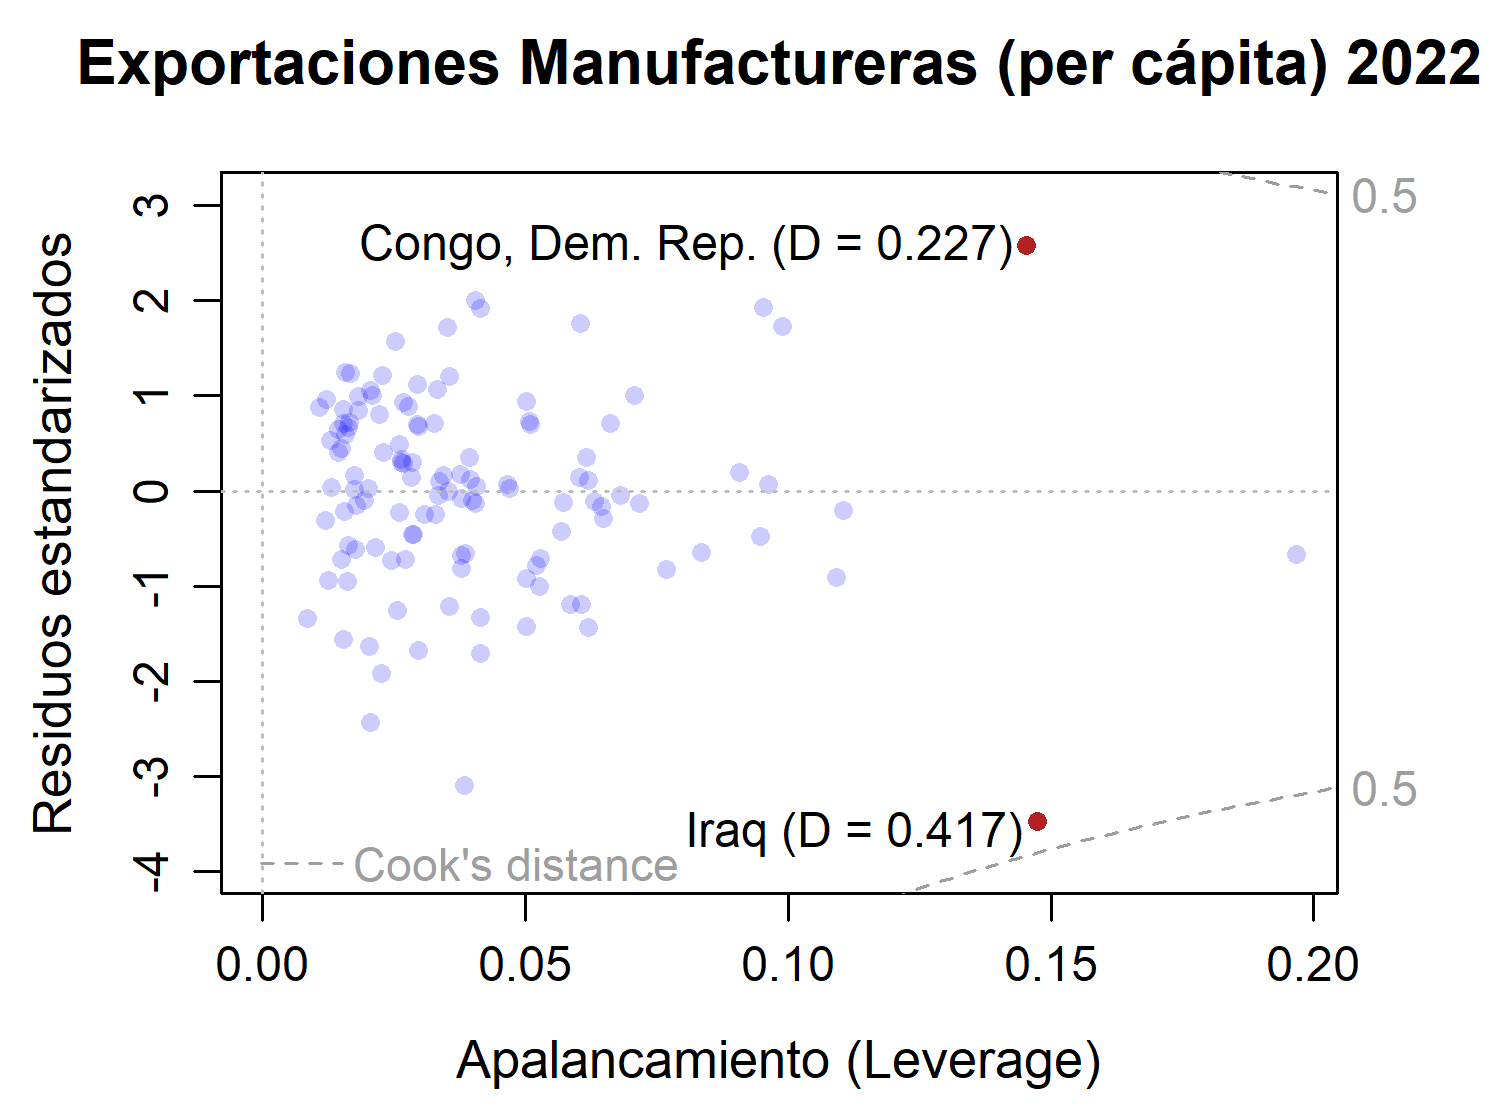 Exportaciones Manufactureras (per cápita) 2022
Residuos estandarizados
3
2
1
0
-1
-2
-3
-4
0.5
Congo, Dem. Rep. (D = 0.227)
0.5
Iraq (D = 0.417)
Cook's distance
0.00 0.05 0.10 0.15 0.20
Apalancamiento (Leverage)